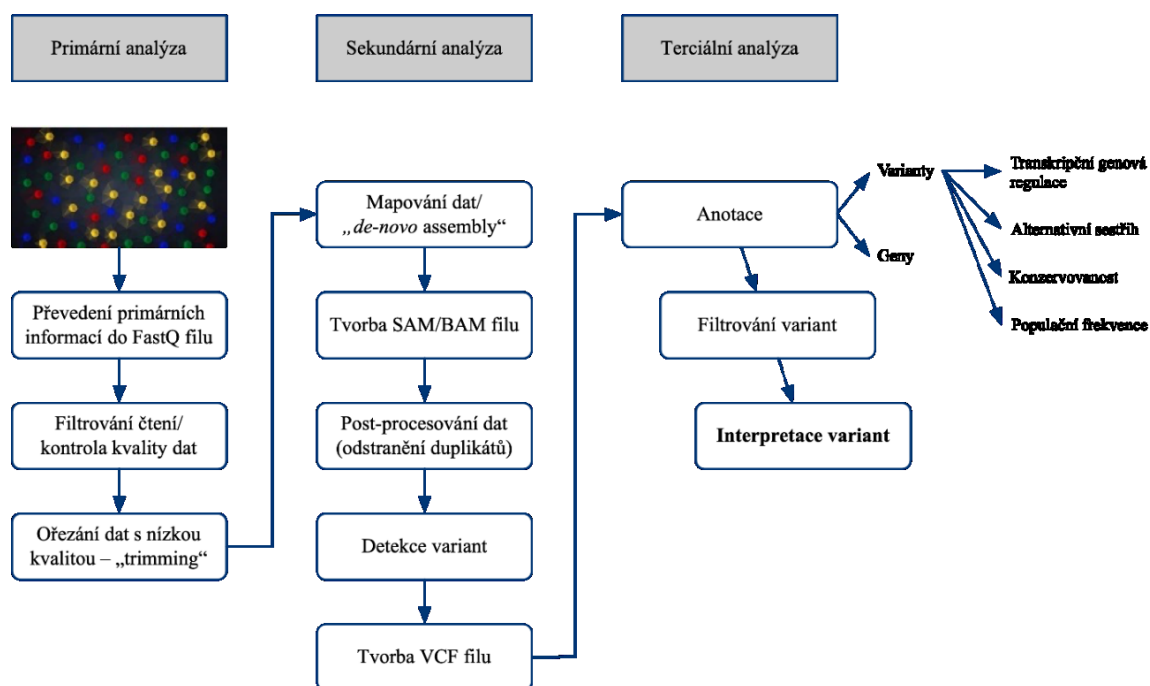 Primární analýza
Sekundární analýza
Terciální analýza
Převedení primárních
informací do FastQ filu
Filtrování čtení/
kontrola kvality dat
Ořezání dat s nízkou
kvalitou – „trimming“
Mapování dat/
„de-novo assembly“
Tvorba SAM/BAM filu
Post-procesování dat
(odstranění duplikátů)
Detekce variant
Tvorba VCF filu
Anotace
Filtrování variant
Interpretace variant
Varianty
Geny
Transkripční genová
regulace
Alternativní sestřih
Konzervovanost
Populační frekvence